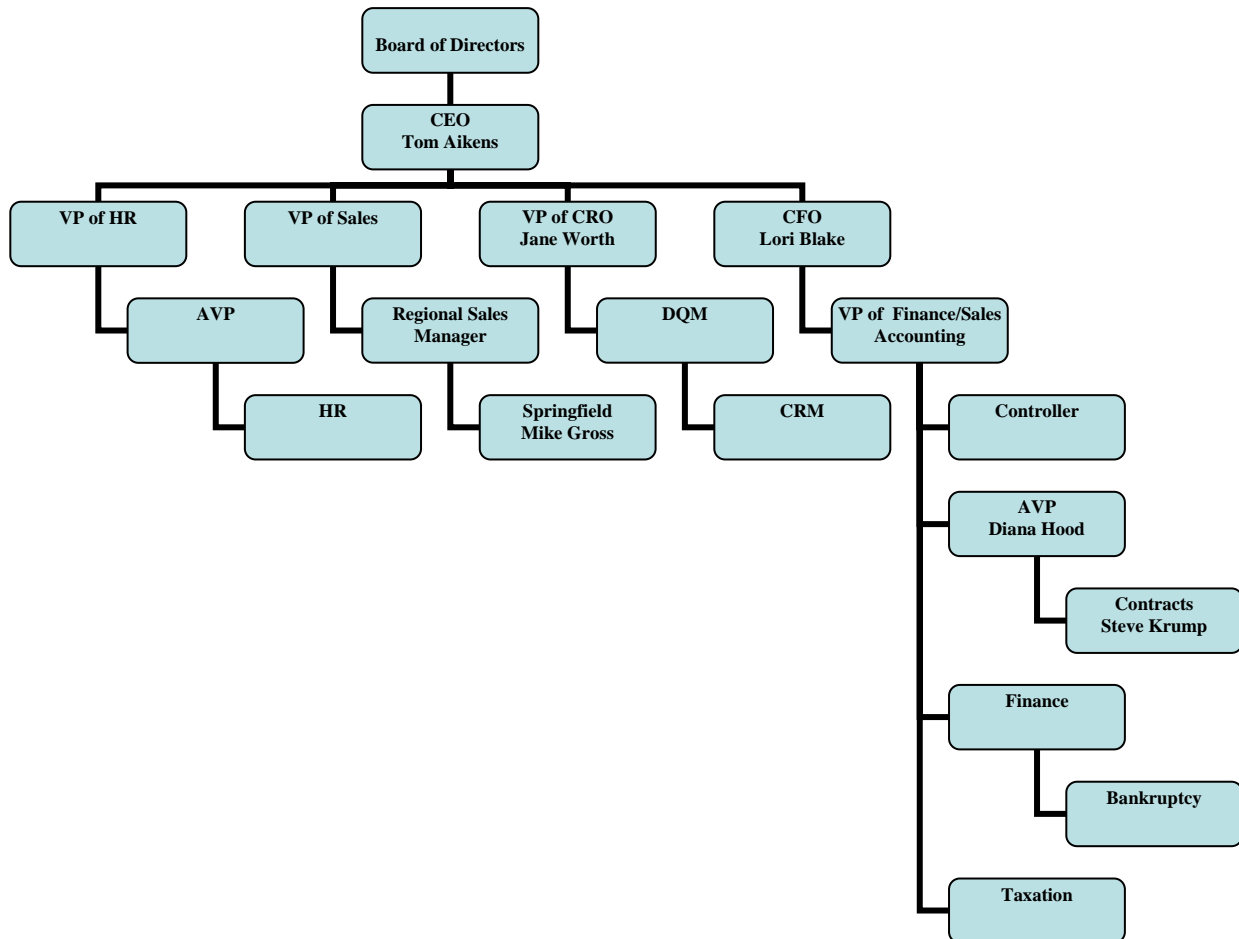 Board of Directors
CEO
Tom Aikens
VP of HR
VP of Sales
VP of CRO
Jane Worth
CFO
Lori Blake
AVP
Regional Sales
Manager
DQM
VP of Finance/Sales
Accounting
HR
Springfield
Mike Gross
CRM
Controller
AVP
Diana Hood
Contracts
Steve Krump
Finance
Bankruptcy
Taxation